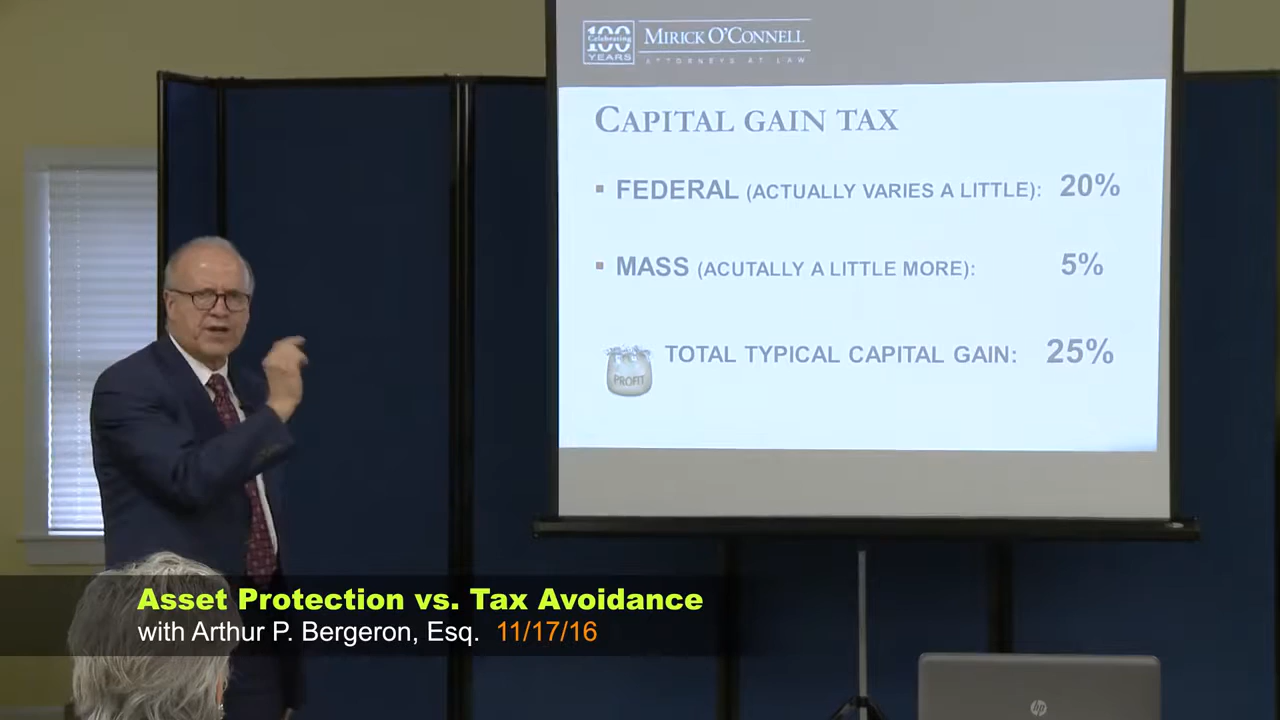 Celebrating
100
YEARS
MIRICK O'CONNELL
ATTORNEYS AT LAW
CAPITAL GAIN TAX
▪ FEDERAL (ACTUALLY VARIES A LITTLE): 20%
▪ MASS (ACUTALLY A LITTLE MORE): 5%
PROFIT
TOTAL TYPICAL CAPITAL GAIN: 25%
Asset Protection vs. Tax Avoidance
with Arthur P. Bergeron, Esq. 11/17/16
hp